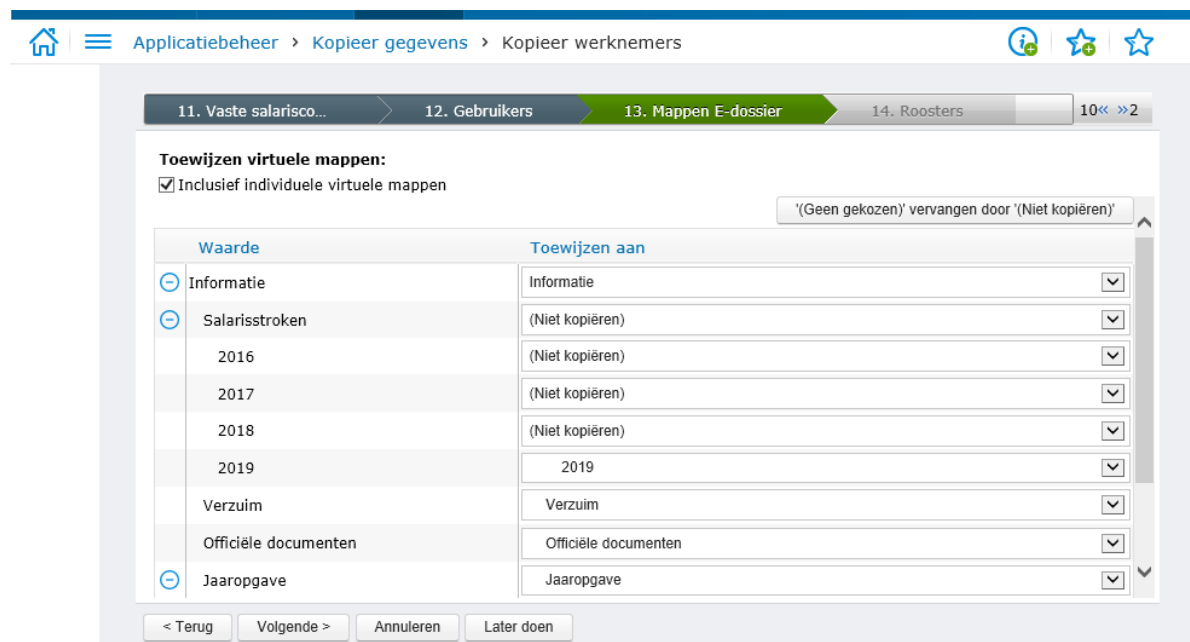 Applicatiebeheer > Kopieer gegevens > Kopieer werknemers
11. Vaste salarisco... 12. Gebruikers 13. Mappen E-dossier 14. Roosters 10« »2
Toewijzen virtuele mappen:
Inclusief individuele virtuele mappen
'(Geen gekozen)' vervangen door '(Niet kopiëren)'
Waarde Toewijzen aan
Informatie Informatie
Salarisstroken (Niet kopiëren)
2016 (Niet kopiëren)
2017 (Niet kopiëren)
2018 (Niet kopiëren)
2019 2019
Verzuim Verzuim
Officiële documenten Officiële documenten
Jaaropgave Jaaropgave
< Terug Volgende > Annuleren Later doen